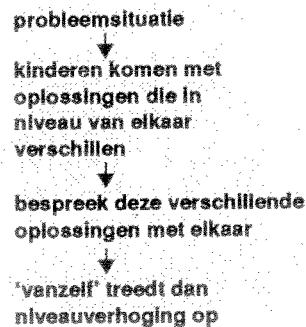 probleemsituatie
kinderen komen met
oplossingen die in
niveau van elkaar
verschillen
bespreek deze verschillende
oplossingen met elkaar
'vanzelf' treedt dan
niveauverhoging op